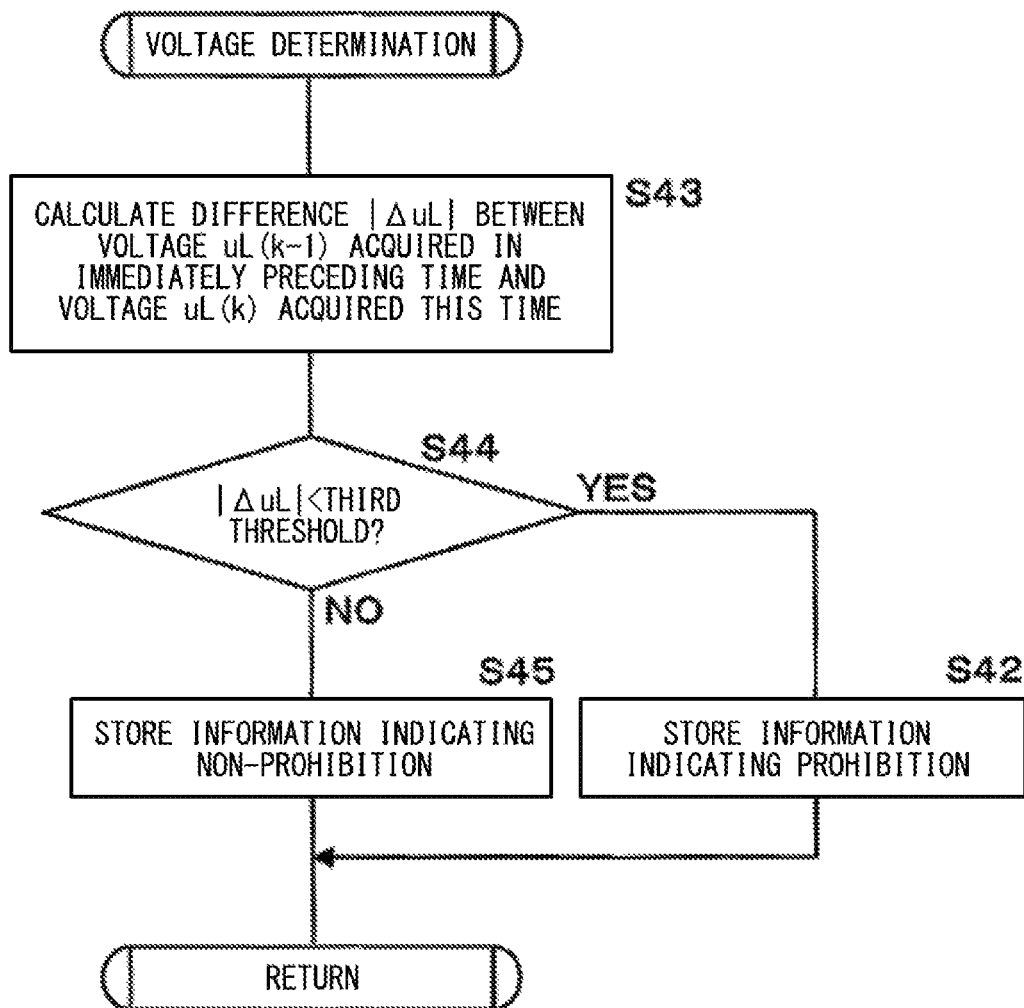 VOLTAGE DETERMINATION
S43
CALCULATE DIFFERENCE |ΔuL| BETWEEN
VOLTAGE uL(k-1) ACQUIRED IN
IMMEDIATELY PRECEDING TIME AND
VOLTAGE uL(k) ACQUIRED THIS TIME
S44
|ΔuL|<THIRD
THRESHOLD?
YES
NO
S45
STORE INFORMATION INDICATING
NON-PROHIBITION
S42
STORE INFORMATION
INDICATING PROHIBITION
RETURN